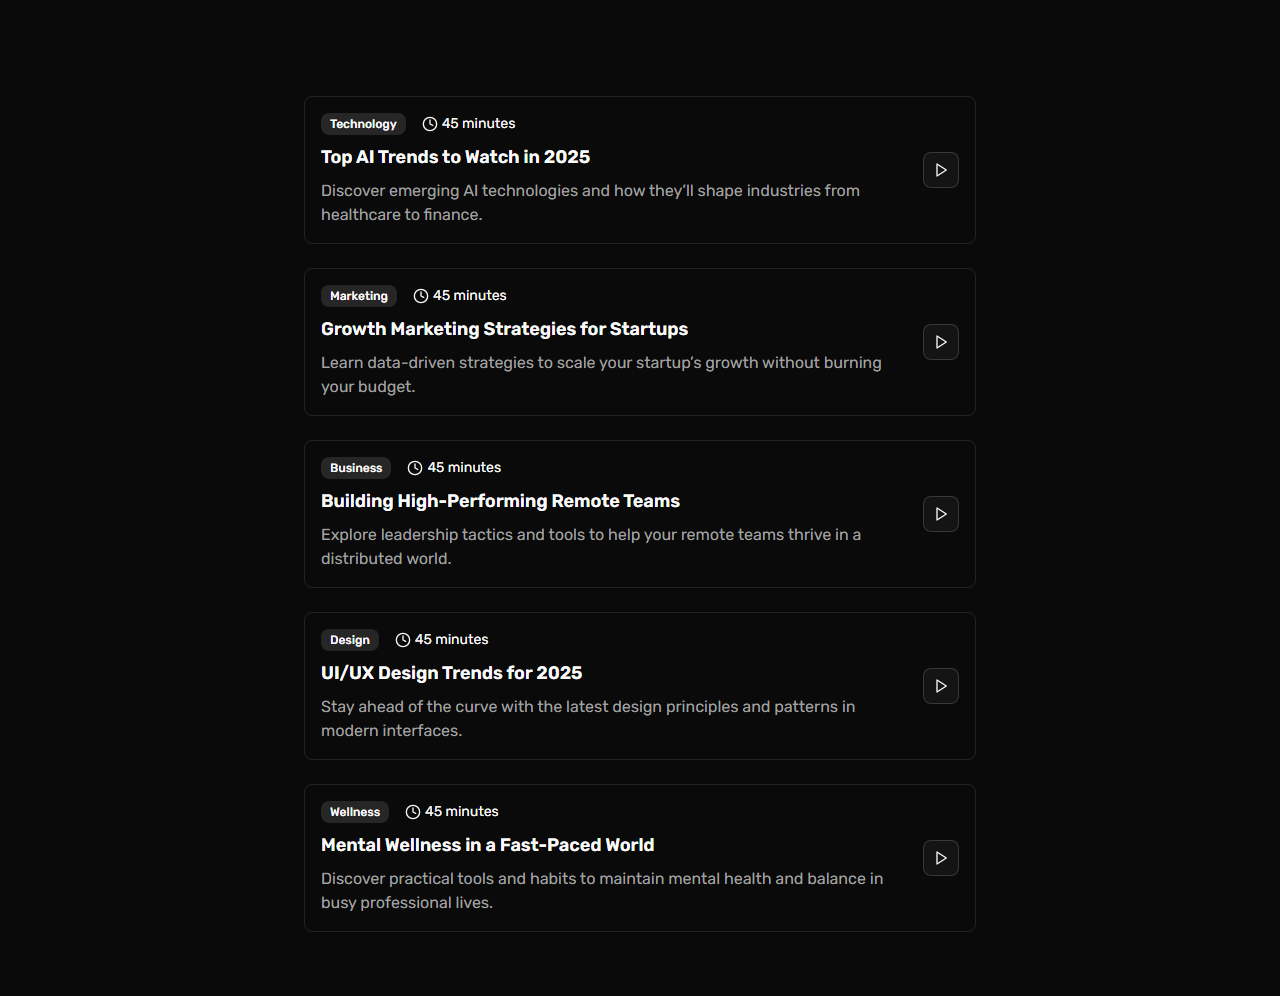 Technology 45 minutes
Top AI Trends to Watch in 2025
Discover emerging AI technologies and how they’ll shape industries from
healthcare to finance.
Marketing 45 minutes
Growth Marketing Strategies for Startups
Learn data-driven strategies to scale your startup’s growth without burning
your budget.
Business 45 minutes
Building High-Performing Remote Teams
Explore leadership tactics and tools to help your remote teams thrive in a
distributed world.
Design 45 minutes
UI/UX Design Trends for 2025
Stay ahead of the curve with the latest design principles and patterns in
modern interfaces.
Wellness 45 minutes
Mental Wellness in a Fast-Paced World
Discover practical tools and habits to maintain mental health and balance in
busy professional lives.